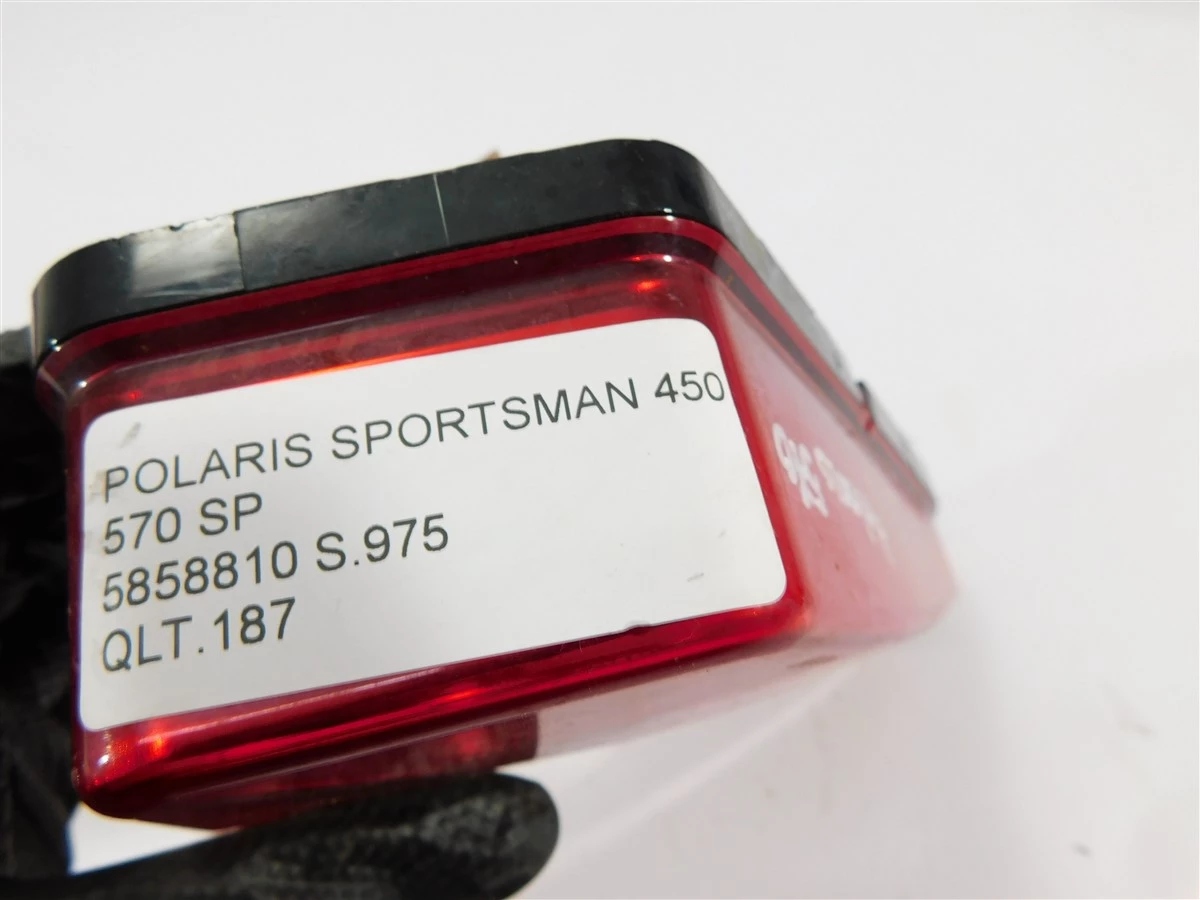 POLARIS SPORTSMAN 450
570 SP
5858810 S.975
QLT.187